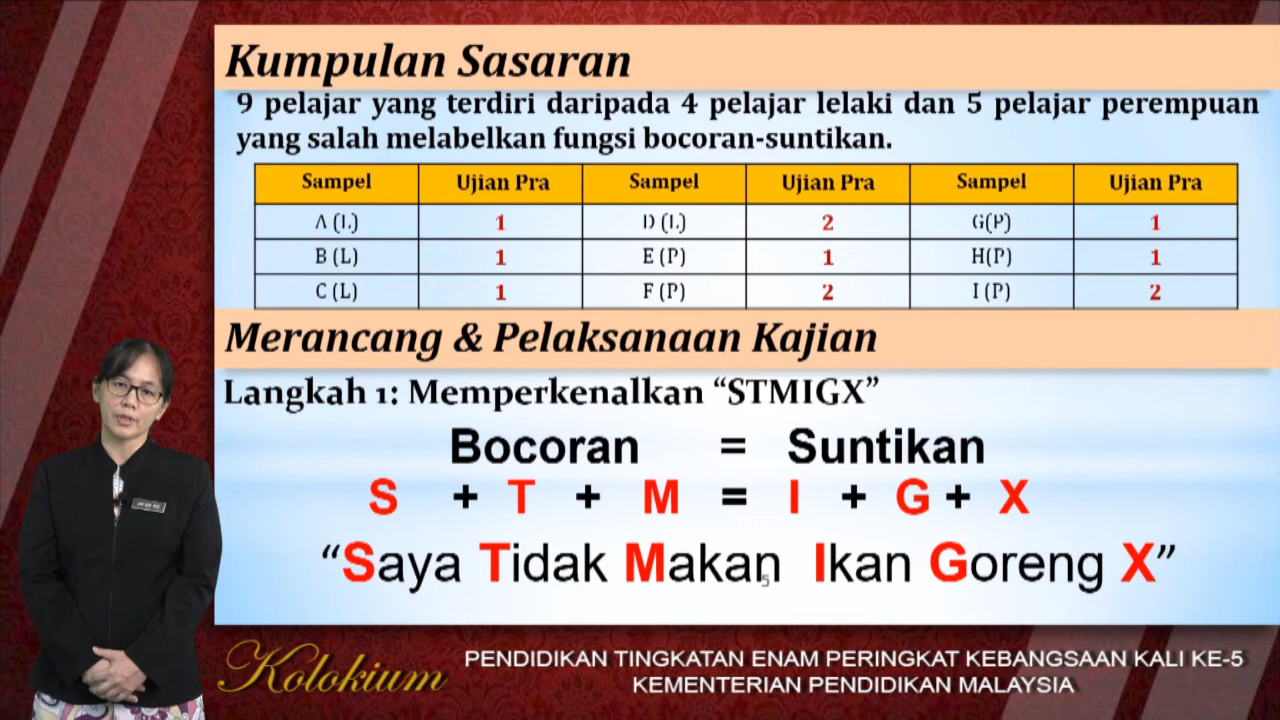 Kumpulan Sasaran
9 pelajar yang terdiri daripada 4 pelajar lelaki dan 5 pelajar perempuan
yang salah melabelkan fungsi bocoran-suntikan.
Sampel Ujian Pra Sampel Ujian Pra Sampel Ujian Pra
A (L) 1 D (L) 2 G(P) 1
B (L) 1 E (P) 1 H(P) 1
C (L) 1 F (P) 2 I (P) 2
Merancang & Pelaksanaan Kajian
Langkah 1: Memperkenalkan “STMIGX”
Bocoran = Suntikan
S + T + M = I + G + X
“Saya Tidak Makan Ikan Goreng X”
5
Kolokium
PENDIDIKAN TINGKATAN ENAM PERINGKAT KEBANGSAAN KALI KE-5
KEMENTERIAN PENDIDIKAN MALAYSIA